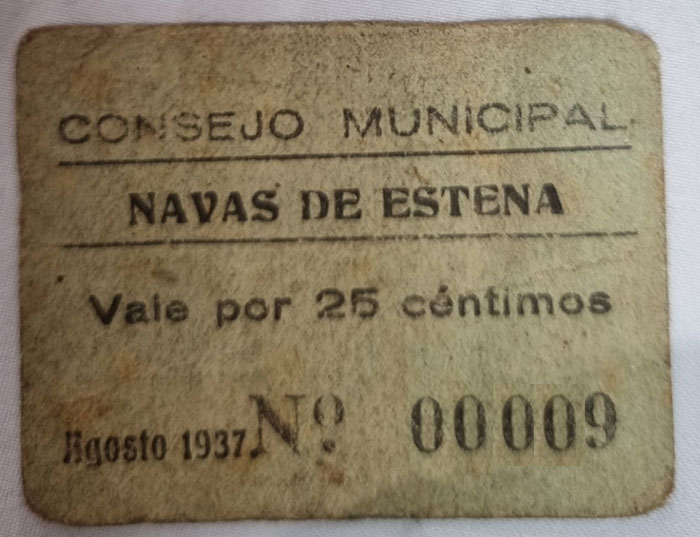 CONSEJO MUNICIPAL
NAVAS DE ESTENA
Vale por 25 céntimos
Agosto 1937. Nº 00009